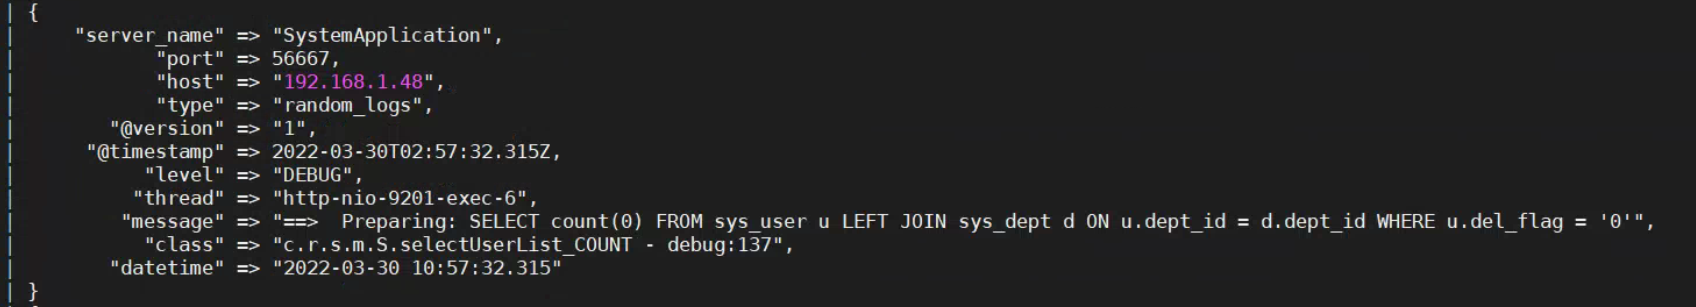 | {
|     "server_name" => "SystemApplication",
|            "port" => 56667,
|            "host" => "192.168.1.48",
|            "type" => "random_logs",
|        "@version" => "1",
|      "@timestamp" => 2022-03-30T02:57:32.315Z,
|           "level" => "DEBUG",
|          "thread" => "http-nio-9201-exec-6",
|         "message" => "==>  Preparing: SELECT count(0) FROM sys_user u LEFT JOIN sys_dept d ON u.dept_id = d.dept_id WHERE u.del_flag = '0'",
|           "class" => "c.r.s.m.S.selectUserList_COUNT - debug:137",
|        "datetime" => "2022-03-30 10:57:32.315"
| }